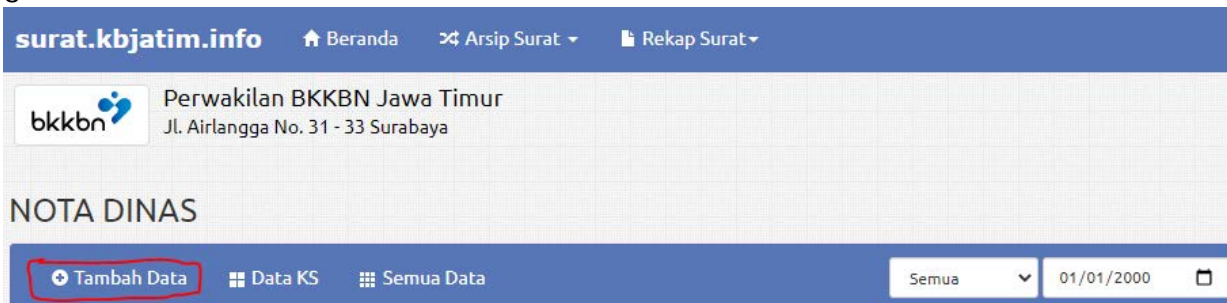 surat.kbjatim.info Beranda Arsip Surat Rekap Surat
bkkbn
Perwakilan BKKBN Jawa Timur
Jl. Airlangga No. 31 - 33 Surabaya
NOTA DINAS
Tambah Data Data KS Semua Data Semua 01/01/2000